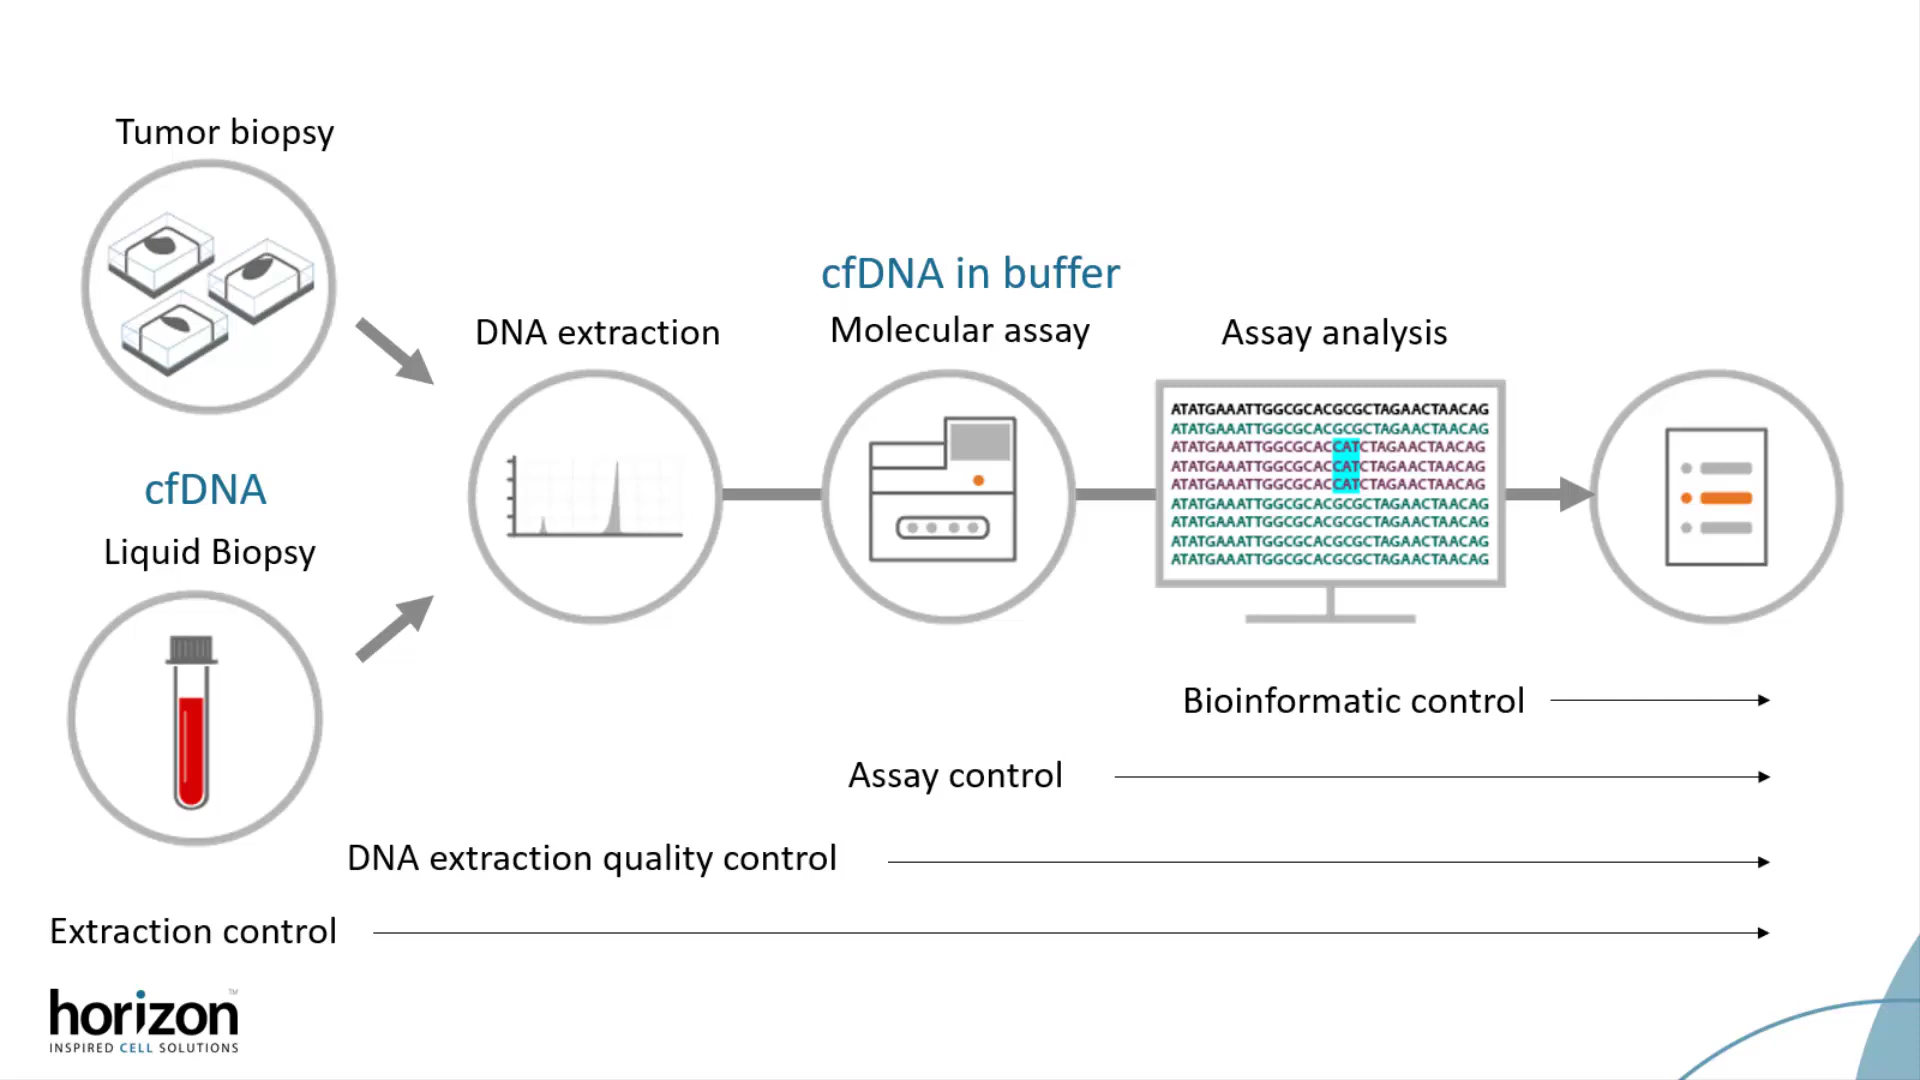 Tumor biopsy
cfDNA
Liquid Biopsy
DNA extraction
cfDNA in buffer
Molecular assay
Assay analysis
ATATGAAATTGGCGCACGCGCTAGAACTAACAG
ATATGAAATTGGCGCACGCGCTAGAACTAACAG
ATATGAAATTGGCGCACCATCTAGAACTAACAG
ATATGAAATTGGCGCACCATCTAGAACTAACAG
ATATGAAATTGGCGCACCATCTAGAACTAACAG
ATATGAAATTGGCGCACGCGCTAGAACTAACAG
ATATGAAATTGGCGCACGCGCTAGAACTAACAG
ATATGAAATTGGCGCACGCGCTAGAACTAACAG
ATATGAAATTGGCGCACGCGCTAGAACTAACAG
Bioinformatic control
Assay control
DNA extraction quality control
Extraction control
horizon™
INSPIRED CELL SOLUTIONS